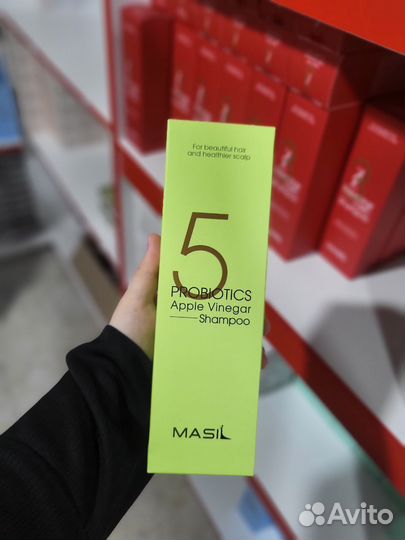 For beautiful hair
and healthier scalp
5
PROBIOTICS
Apple Vinegar
Shampoo
MASIL
Avito